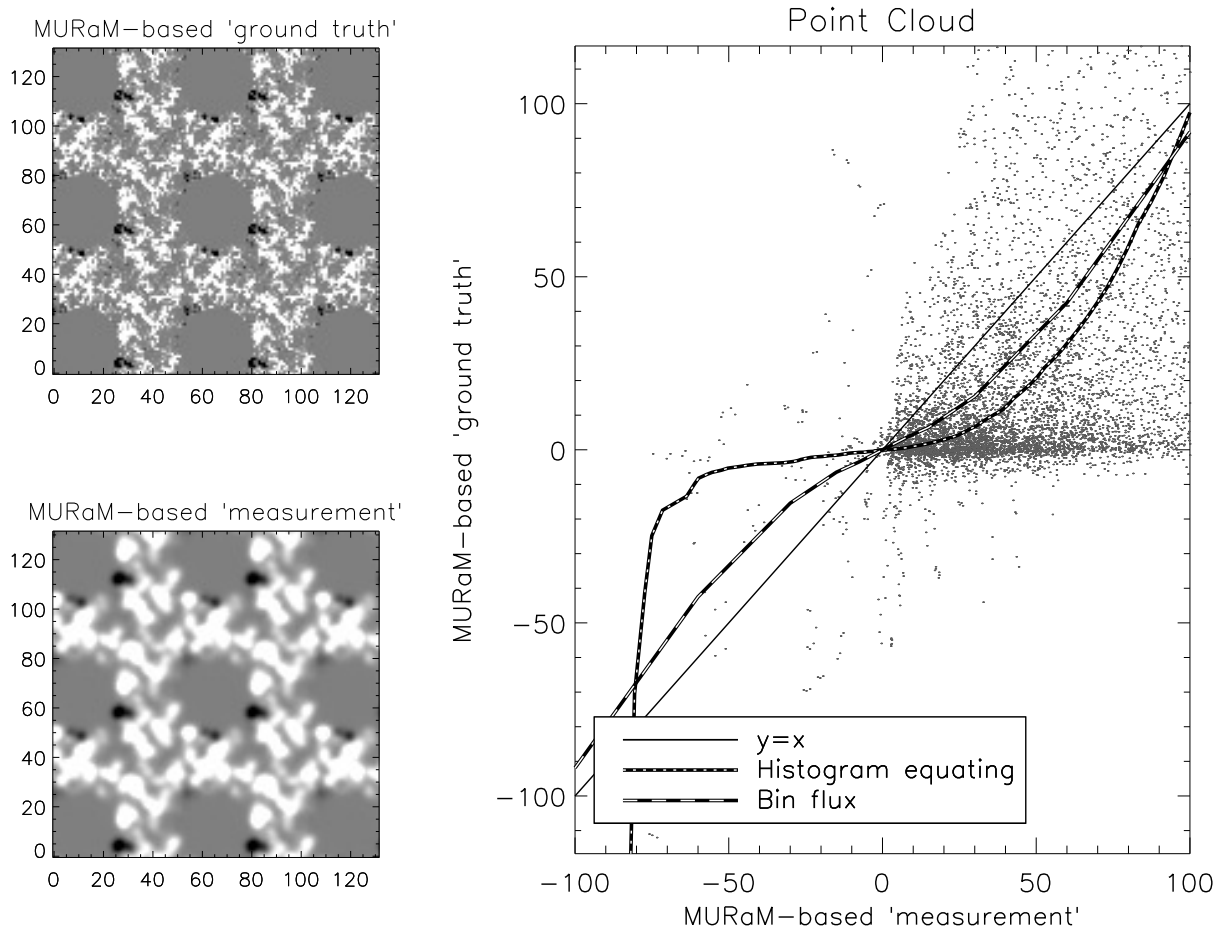 MURaM-based 'ground truth'
120
100
80
60
40
20
0
0 20 40 60 80 100 120
MURaM-based 'measurement'
120
100
80
60
40
20
0
0 20 40 60 80 100 120
Point Cloud
MURaM-based 'ground truth'
100
50
0
-50
-100
y=x
Histogram equating
Bin flux
-100 -50 0 50 100
MURaM-based 'measurement'